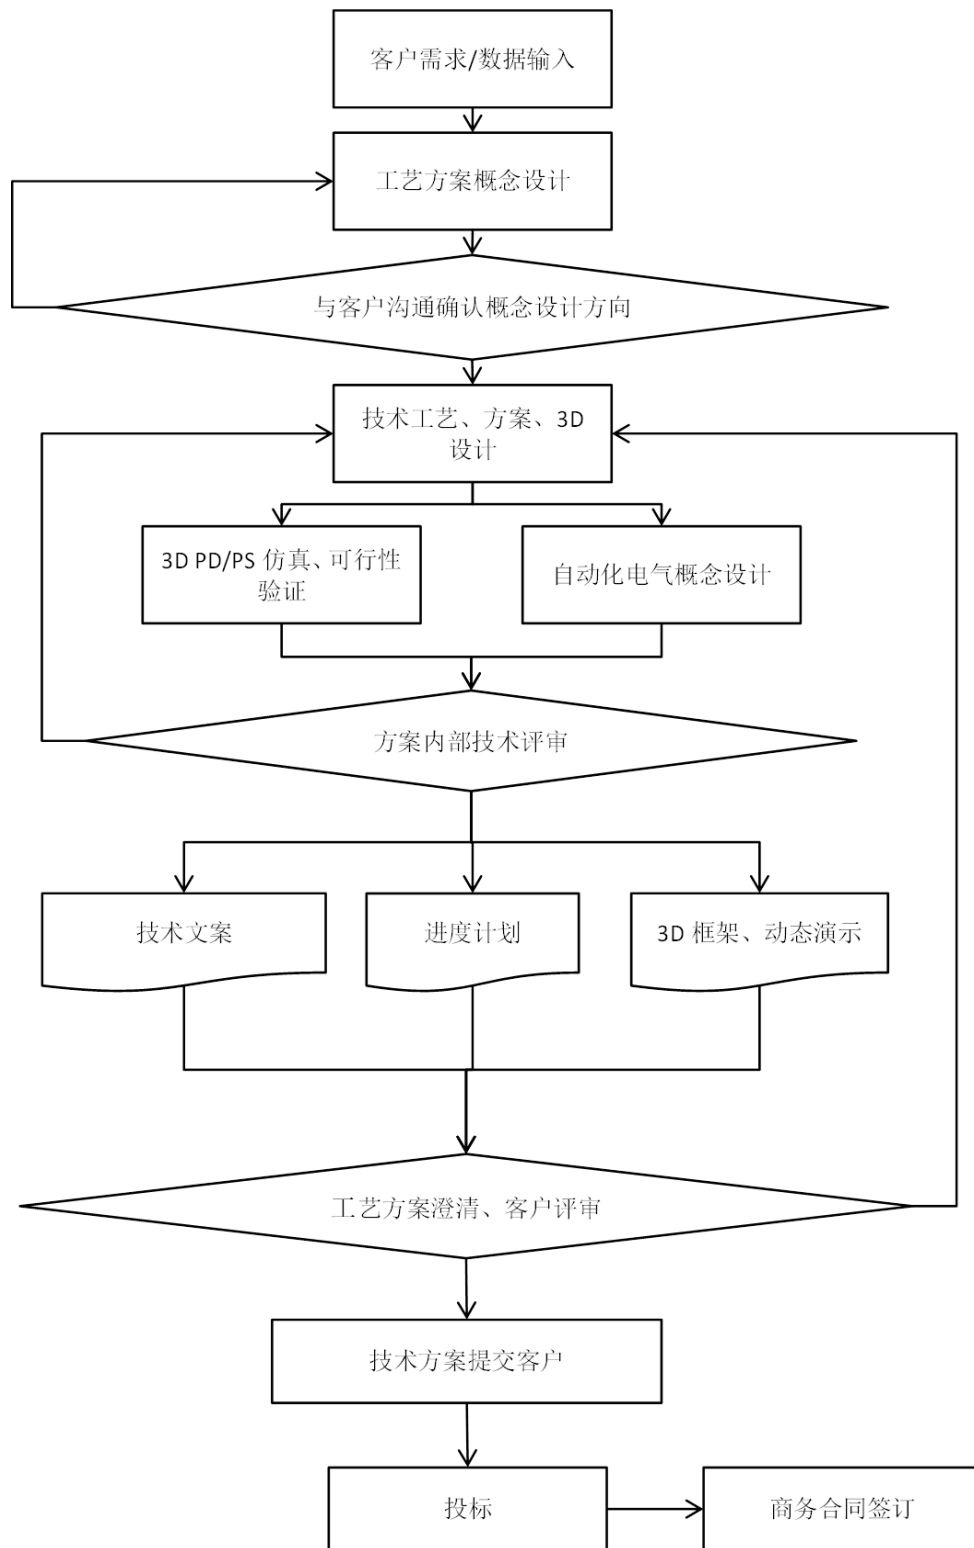 客户需求/数据输入
工艺方案概念设计
与客户沟通确认概念设计方向
技术工艺、方案、3D
设计
3D PD/PS 仿真、可行性
验证
自动化电气概念设计
方案内部技术评审
技术文案
进度计划
3D 框架、动态演示
工艺方案澄清、客户评审
技术方案提交客户
投标
商务合同签订